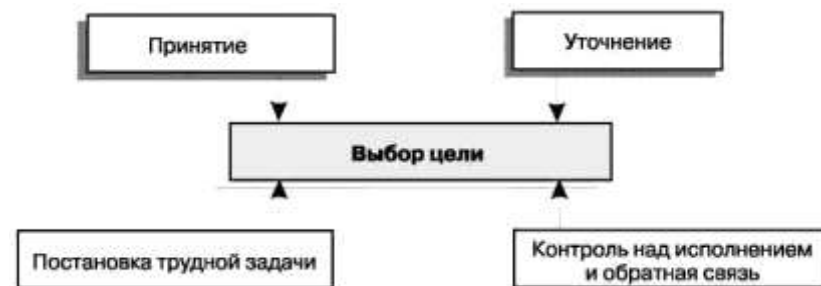 Принятие
Уточнение
Выбор цели
Постановка трудной задачи
Контроль над исполнением
и обратная связь